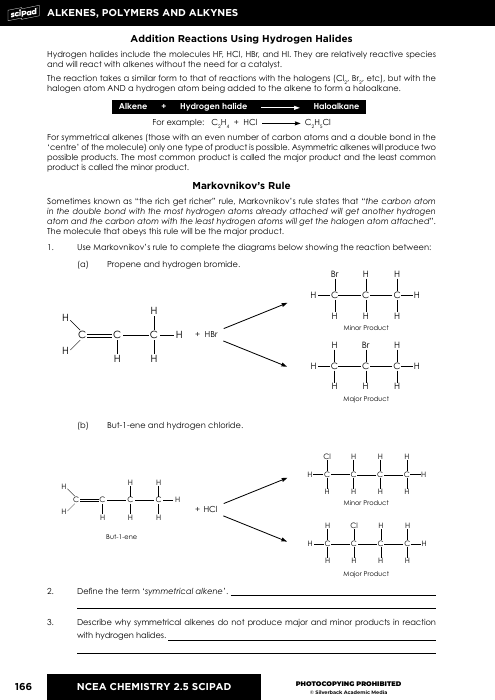 scipad ALKENES, POLYMERS AND ALKYNES
Addition Reactions Using Hydrogen Halides
Hydrogen halides include the molecules HF, HCl, HBr, and HI. They are relatively reactive species
and will react with alkenes without the need for a catalyst.
The reaction takes a similar form to that of reactions with the halogens (Cl₂, Br₂, etc), but with the
halogen atom AND a hydrogen atom being added to the alkene to form a haloalkane.
Alkene + Hydrogen halide ⟶ Haloalkane
For example: C₂H₄ + HCl ⟶ C₂H₅Cl
For symmetrical alkenes (those with an even number of carbon atoms and a double bond in the
‘centre’ of the molecule) only one type of product is possible. Asymmetric alkenes will produce two
possible products. The most common product is called the major product and the least common
product is called the minor product.
Markovnikov’s Rule
Sometimes known as “the rich get richer” rule, Markovnikov’s rule states that “the carbon atom
in the double bond with the most hydrogen atoms already attached will get another hydrogen
atom and the carbon atom with the least hydrogen atoms will get the halogen atom attached”.
The molecule that obeys this rule will be the major product.
1. Use Markovnikov’s rule to complete the diagrams below showing the reaction between:
(a) Propene and hydrogen bromide.
Br H H
H C C C H
H H H
Minor Product
H H
C C C H + HBr
H H H
H Br H
H C C C H
H H H
Major Product
(b) But-1-ene and hydrogen chloride.
Cl H H H
H C C C C H
H H H H
Minor Product
H H H
C C C C H + HCl
H H H H
But-1-ene
H Cl H H
H C C C C H
H H H H
Major Product
2. Define the term ‘symmetrical alkene’.
3. Describe why symmetrical alkenes do not produce major and minor products in reaction
with hydrogen halides.
166 NCEA CHEMISTRY 2.5 SCIPAD PHOTOCOPYING PROHIBITED
© Silverback Academic Media